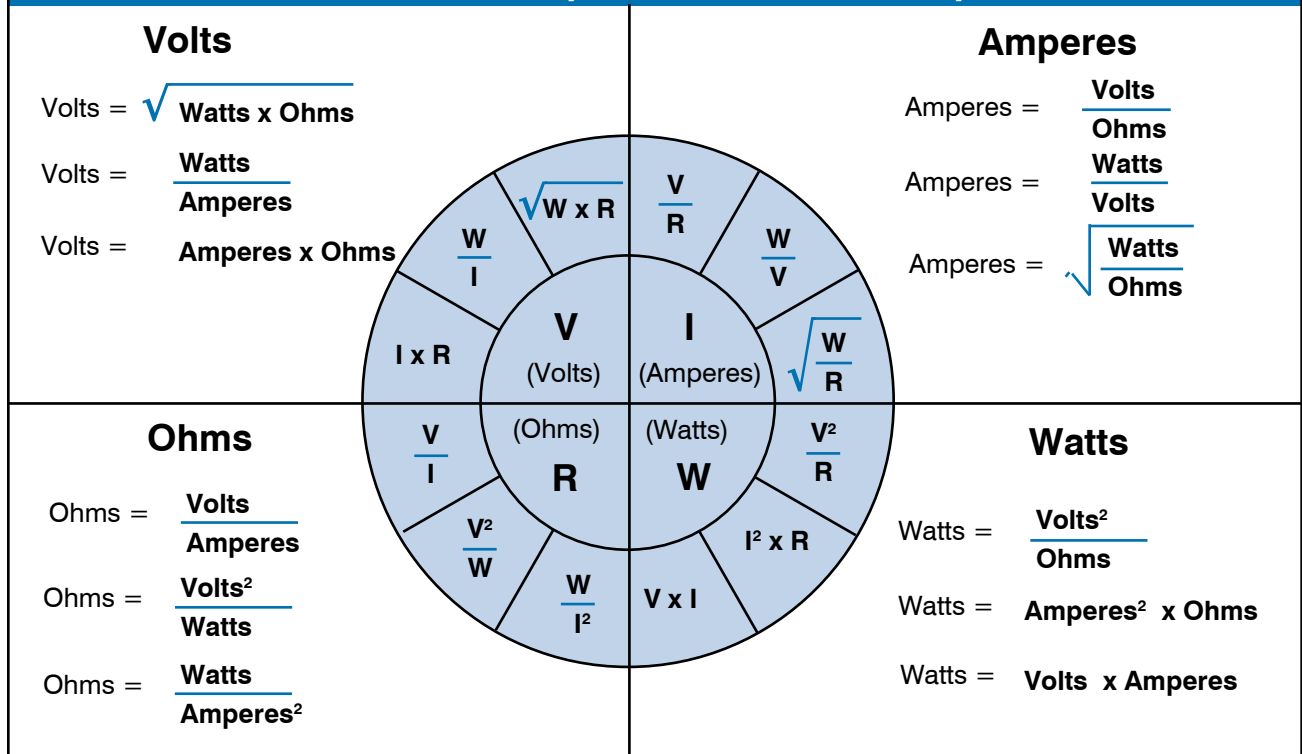 Volts
Volts = √ Watts x Ohms
Volts = Watts
Amperes
Volts = Amperes x Ohms
Amperes
Amperes = Volts
Ohms
Amperes = Watts
Volts
Amperes = √ Watts
Ohms
√W x R
W
I
I x R
V
(Volts)
V
R
W
V
√ W
R
I
(Amperes)
(Ohms)
R
V
I
V²
W
W
I²
(Watts)
W
V²
R
I² x R
V x I
Ohms
Ohms = Volts
Amperes
Ohms = Volts²
Watts
Ohms = Watts
Amperes²
Watts
Watts = Volts²
Ohms
Watts = Amperes² x Ohms
Watts = Volts x Amperes